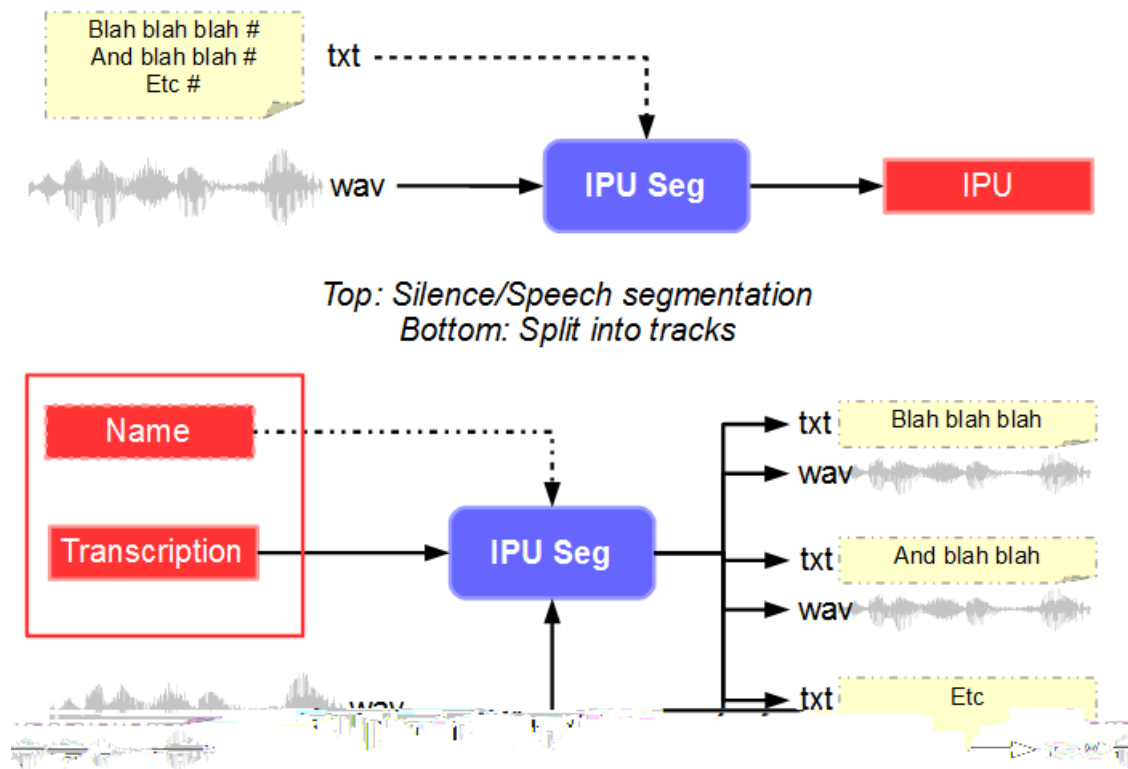 Blah blah blah #
And blah blah #
Etc #
txt
wav
IPU Seg
IPU
Top: Silence/Speech segmentation
Bottom: Split into tracks
Name
Transcription
IPU Seg
wav
txt
Blah blah blah
wav
txt
And blah blah
wav
txt
Etc